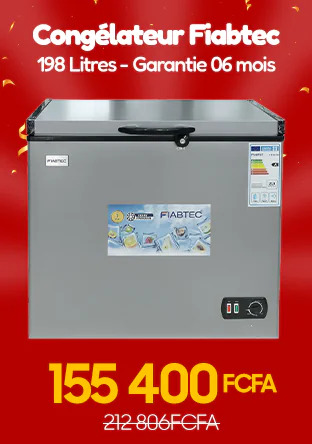 Congélateur Fiabtec
198 Litres - Garantie 06 mois
FIABTEC
FIABTEC
155 400 FCFA
212 806FCFA